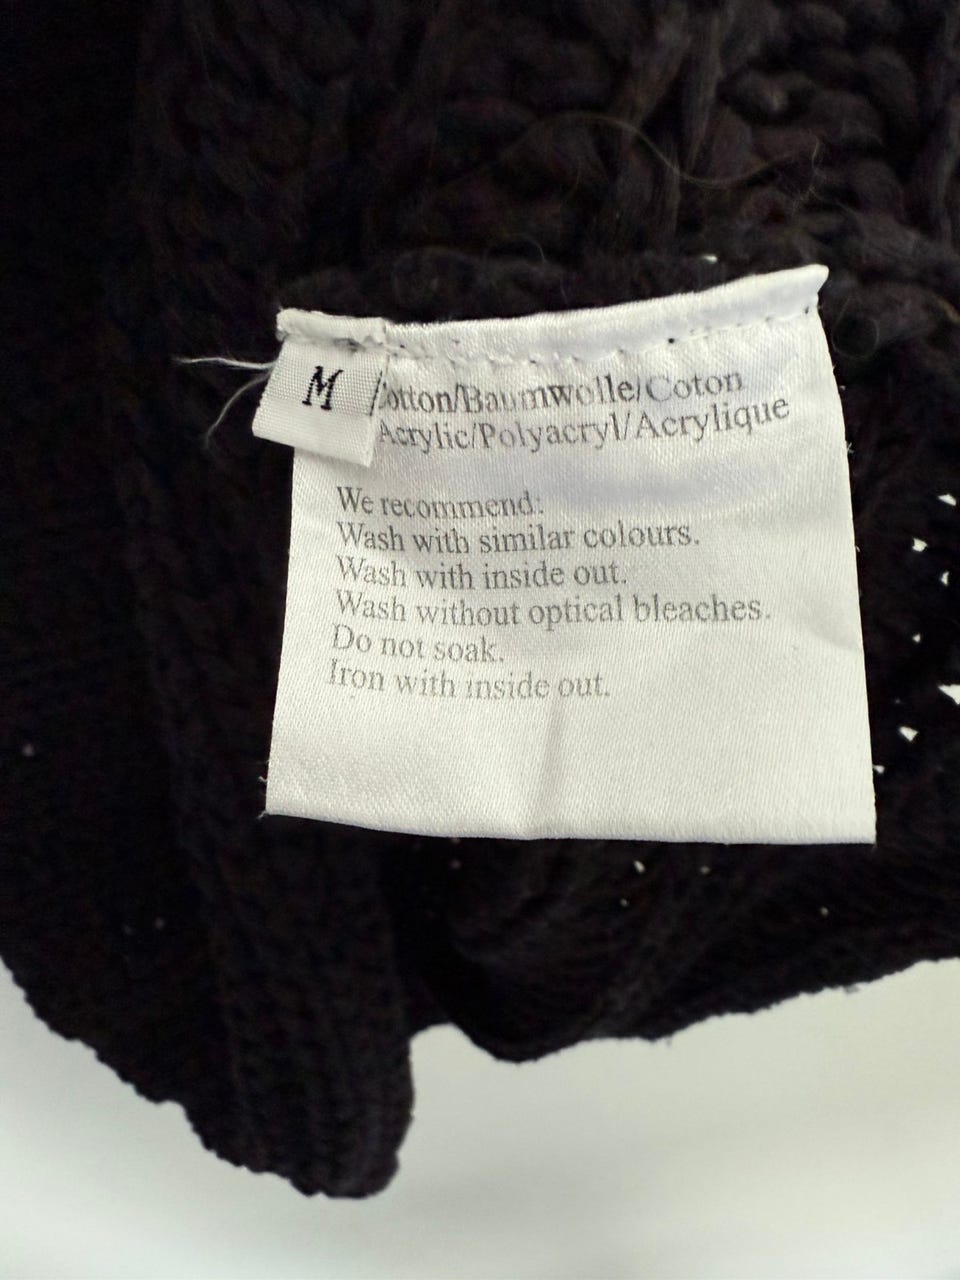 M
Cotton/Baumwolle/Coton
Acrylic/Polyacryl/Acrylique
We recommend:
Wash with similar colours.
Wash with inside out.
Wash without optical bleaches.
Do not soak.
Iron with inside out.